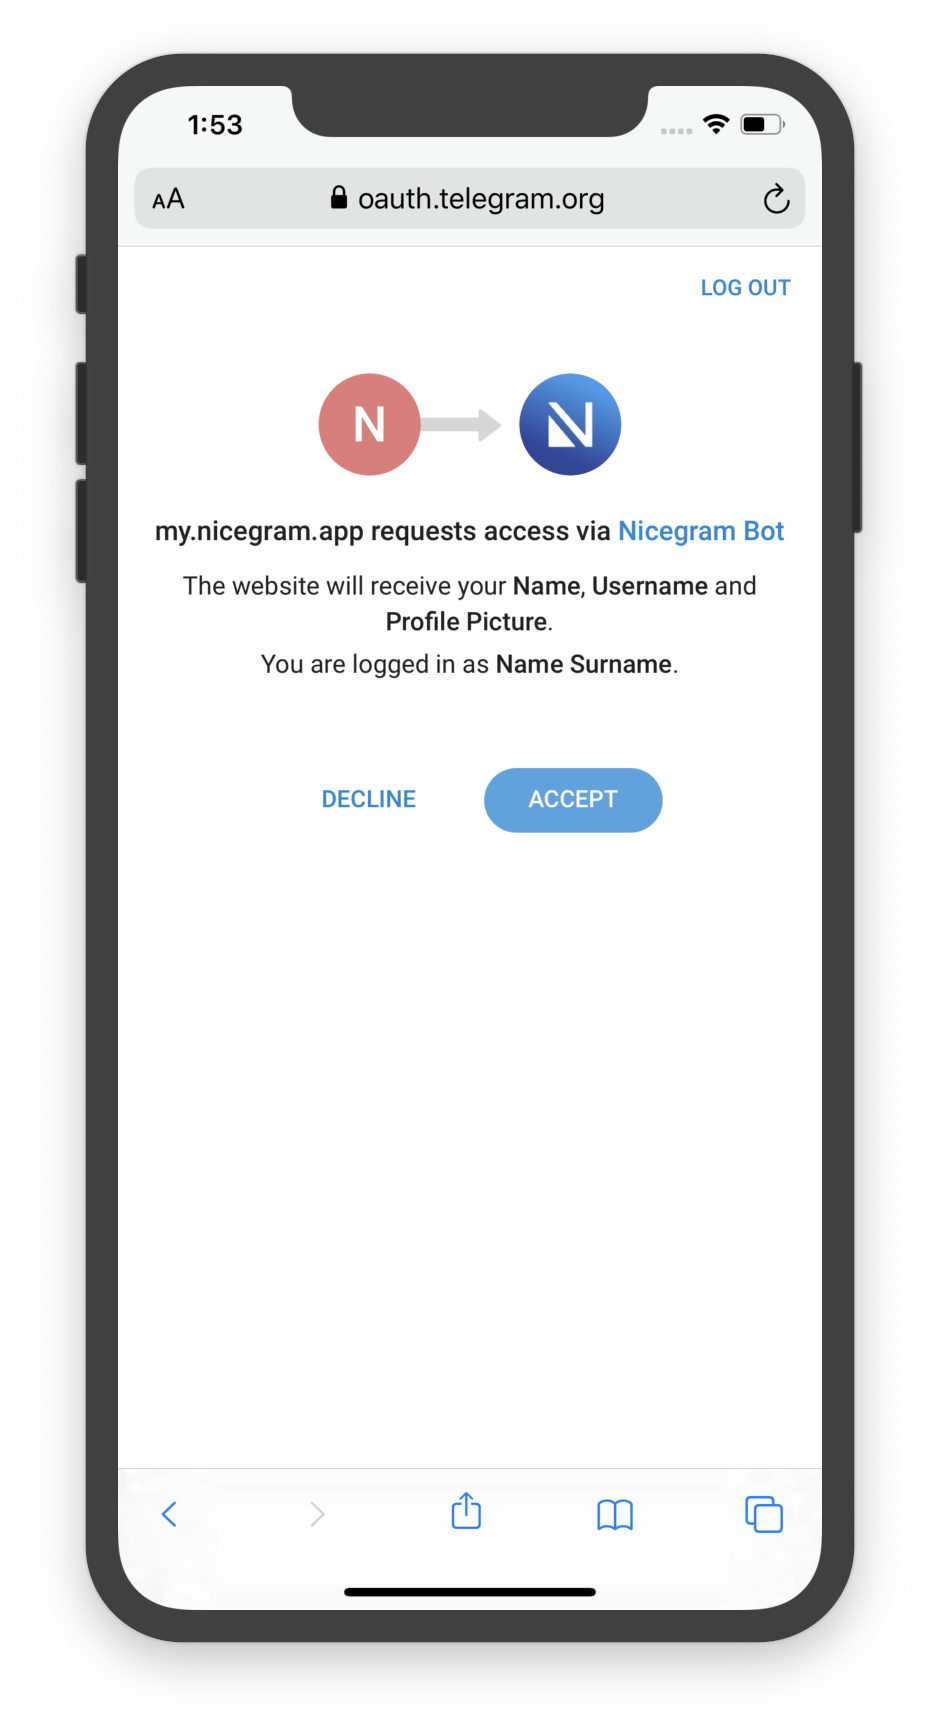 1:53
AA oauth.telegram.org
LOG OUT
N N
my.nicegram.app requests access via Nicegram Bot
The website will receive your Name, Username and
Profile Picture.
You are logged in as Name Surname.
DECLINE ACCEPT